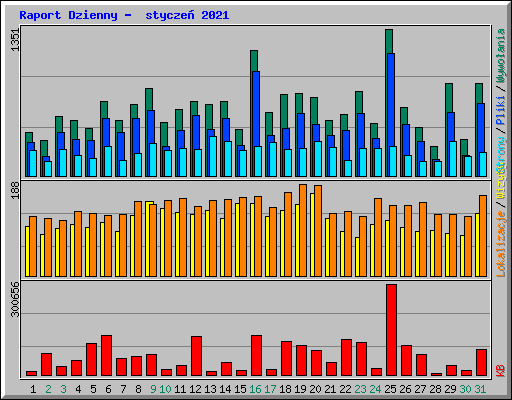 Raport Dzienny -  styczeń 2021
1351
188
300656
KB / Lokalizacje / Wizyty / Strony / Pliki / Wywołania
1 2 3 4 5 6 7 8 9 10 11 12 13 14 15 16 17 18 19 20 21 22 23 24 25 26 27 28 29 30 31